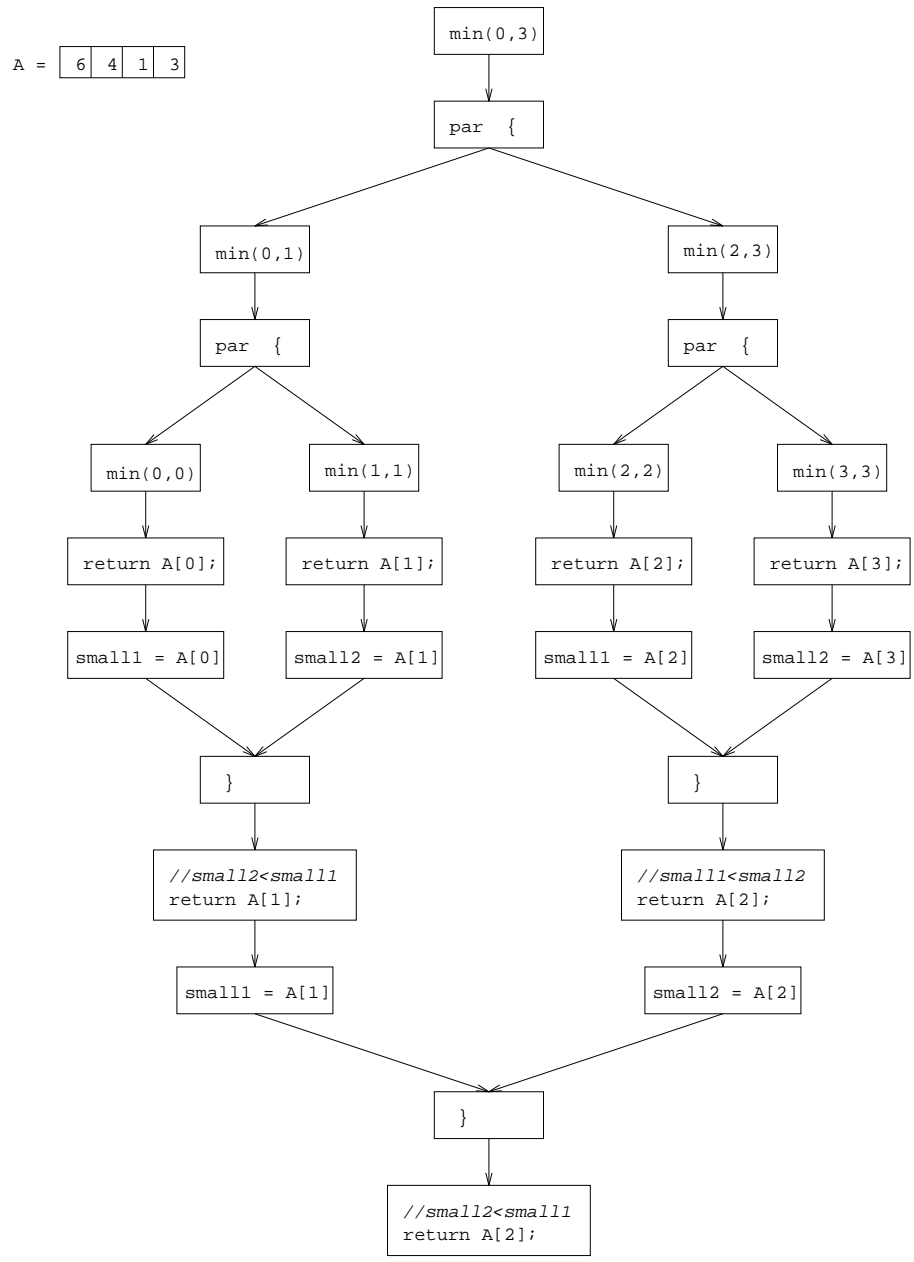 min(0,3)
A = 6 4 1 3
par {
min(0,1) min(2,3)
par { par {
min(0,0) min(1,1) min(2,2) min(3,3)
return A[0]; return A[1]; return A[2]; return A[3];
small1 = A[0] small2 = A[1] small1 = A[2] small2 = A[3]
} }
//small2<small1 //small1<small2
return A[1]; return A[2];
small1 = A[1] small2 = A[2]
}
//small2<small1
return A[2];